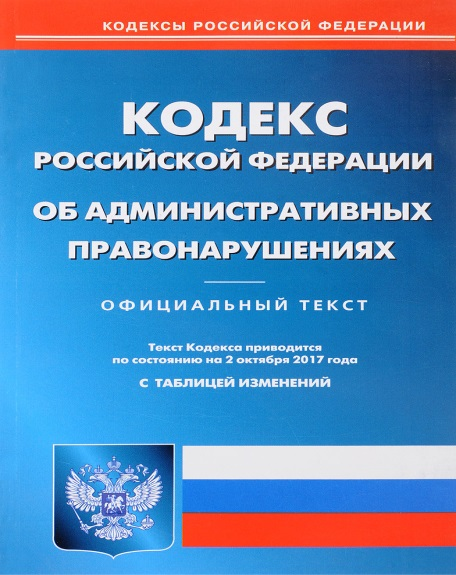 КОДЕКСЫ РОССИЙСКОЙ ФЕДЕРАЦИИ
КОДЕКС
РОССИЙСКОЙ ФЕДЕРАЦИИ
ОБ АДМИНИСТРАТИВНЫХ
ПРАВОНАРУШЕНИЯХ
ОФИЦИАЛЬНЫЙ ТЕКСТ
Текст Кодекса приводится
по состоянию на 2 октября 2017 года
С ТАБЛИЦЕЙ ИЗМЕНЕНИЙ